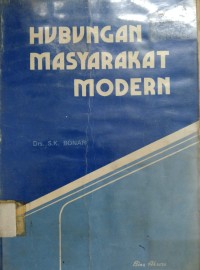 HUBUNGAN
MASYARAKAT
MODERN
Drs. S.K. BONAR